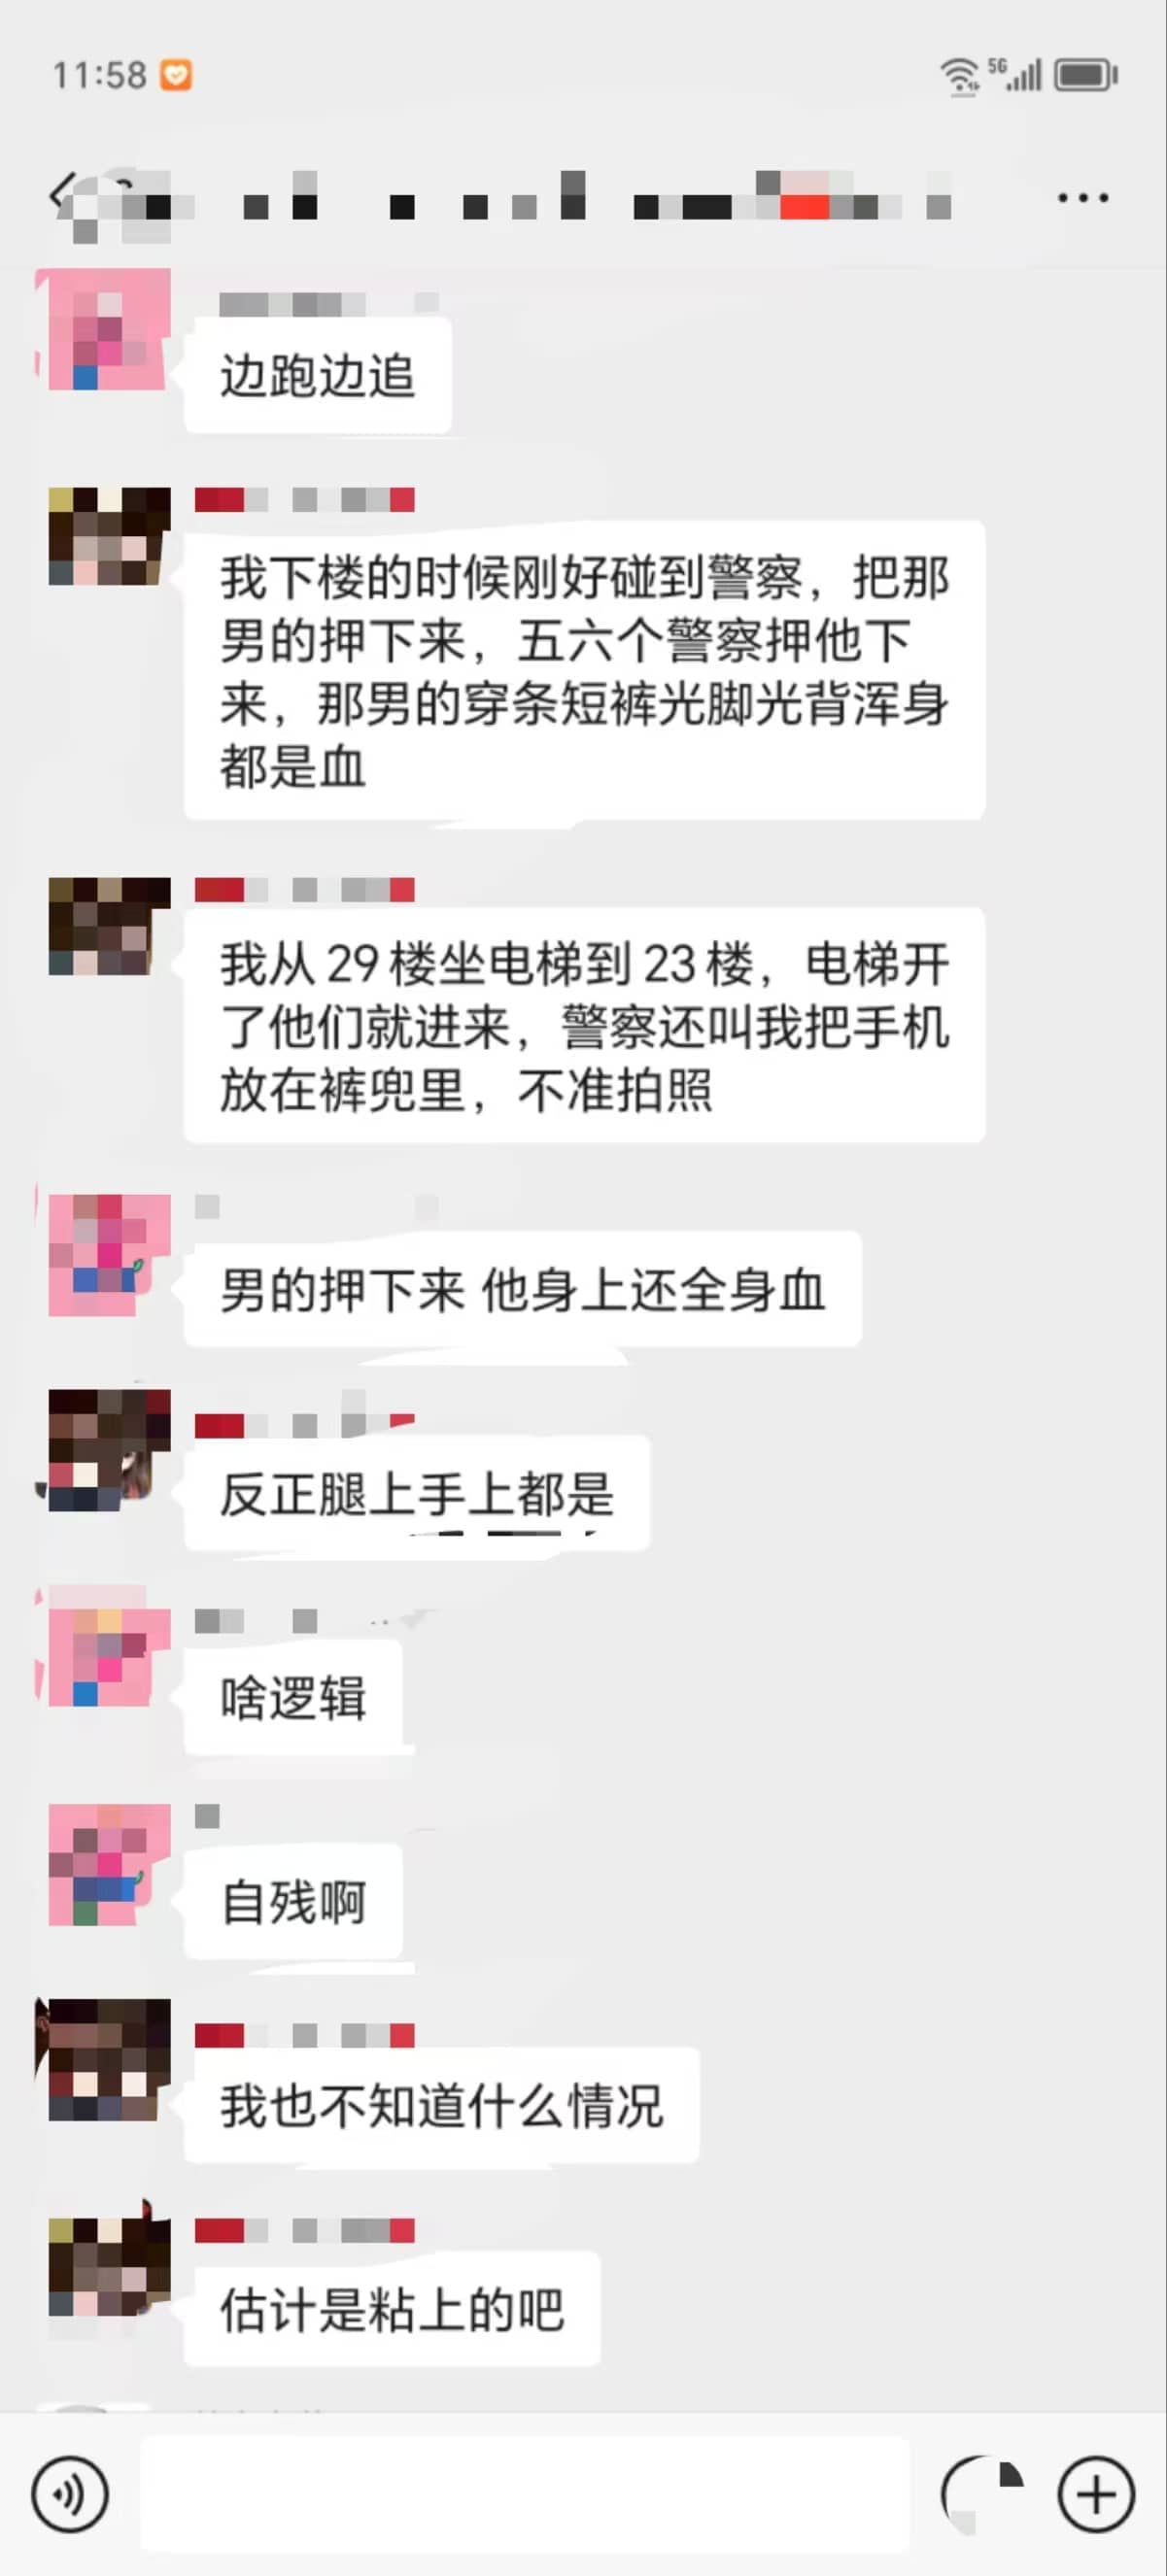 11:58
5G
边跑边追
我下楼的时候刚好碰到警察，把那
男的押下来，五六个警察押他下
来，那男的穿条短裤光脚光背浑身
都是血
我从29楼坐电梯到23楼，电梯开
了他们就进来，警察还叫我把手机
放在裤兜里，不准拍照
男的押下来 他身上还全身血
反正腿上手上都是
啥逻辑
自残啊
我也不知道什么情况
估计是粘上的吧